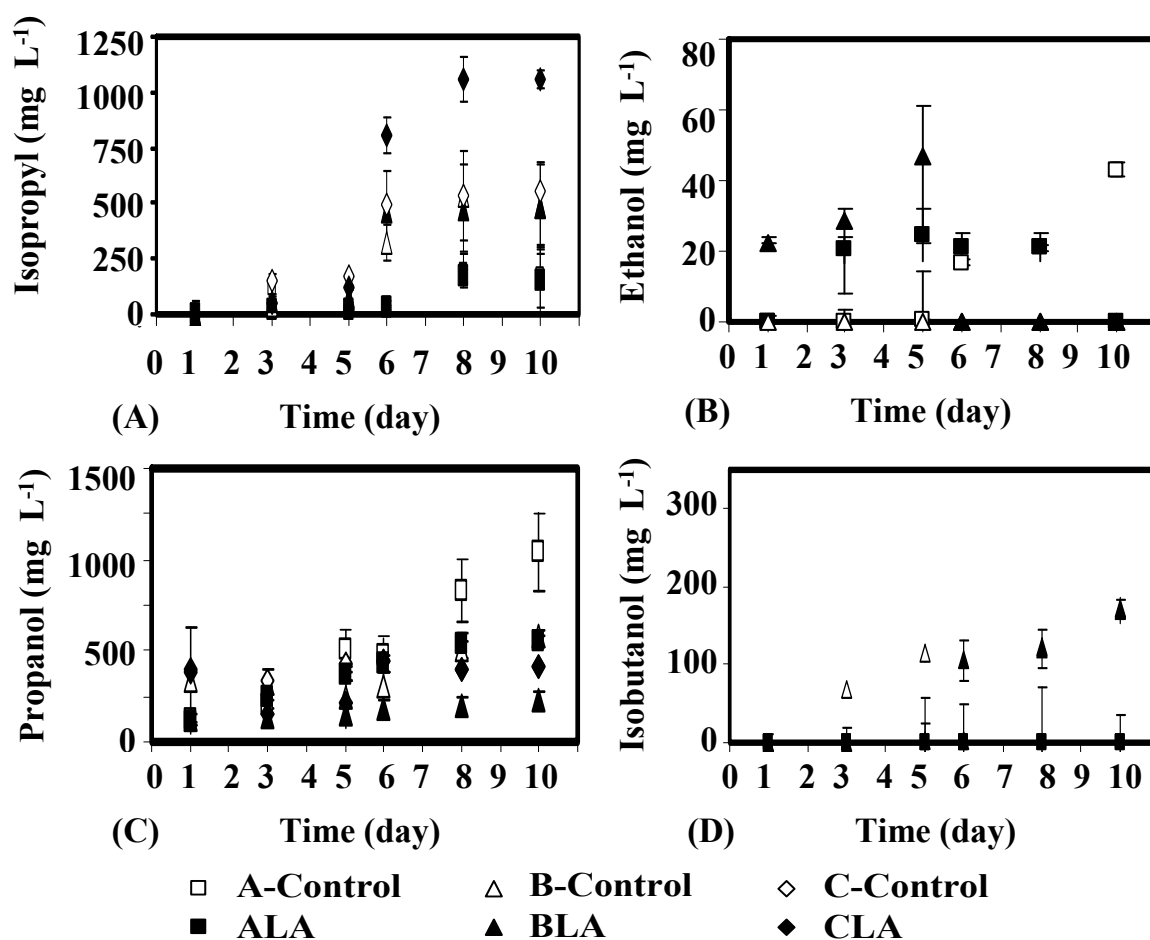 1250
1000
750
500
250
0
Isopropyl (mg L-1)
0 1 2 3 4 5 6 7 8 9 10
(A) Time (day)
80
60
40
20
0
Ethanol (mg L-1)
0 1 2 3 4 5 6 7 8 9 10
(B) Time (day)
1500
1000
500
0
Propanol (mg L-1)
0 1 2 3 4 5 6 7 8 9 10
(C) Time (day)
300
200
100
0
Isobutanol (mg L-1)
0 1 2 3 4 5 6 7 8 9 10
(D) Time (day)
A-Control B-Control C-Control
ALA BLA CLA